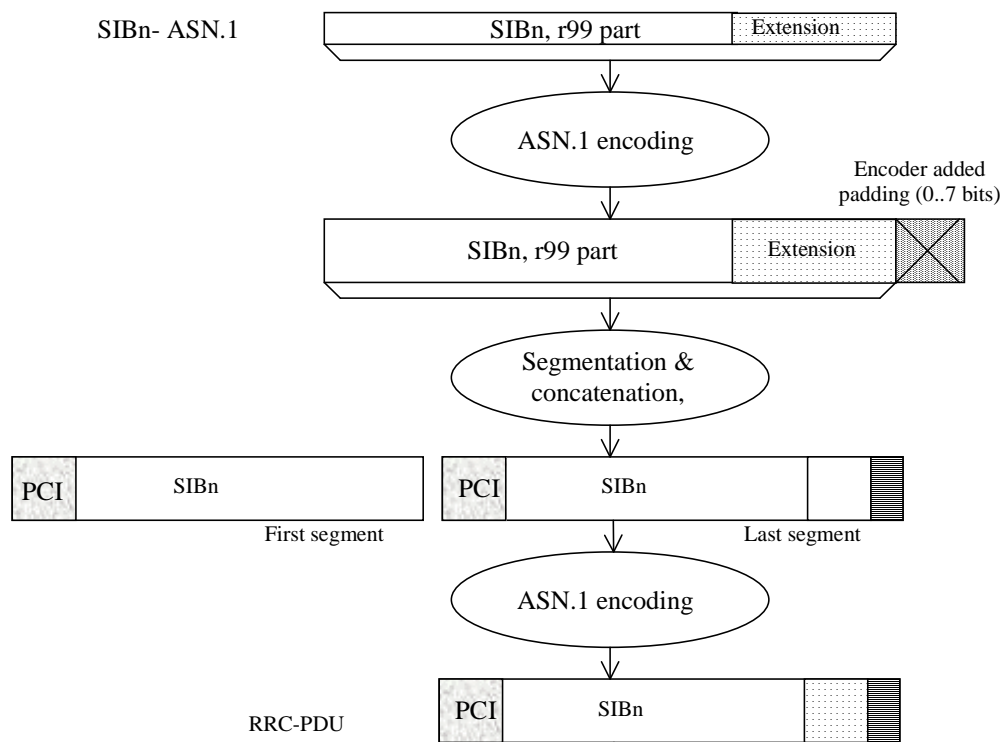 SIBn- ASN.1
SIBn, r99 part
Extension
ASN.1 encoding
Encoder added
padding (0..7 bits)
SIBn, r99 part
Extension
Segmentation &
concatenation,
PCI
SIBn
PCI
SIBn
First segment
Last segment
ASN.1 encoding
PCI
SIBn
RRC-PDU